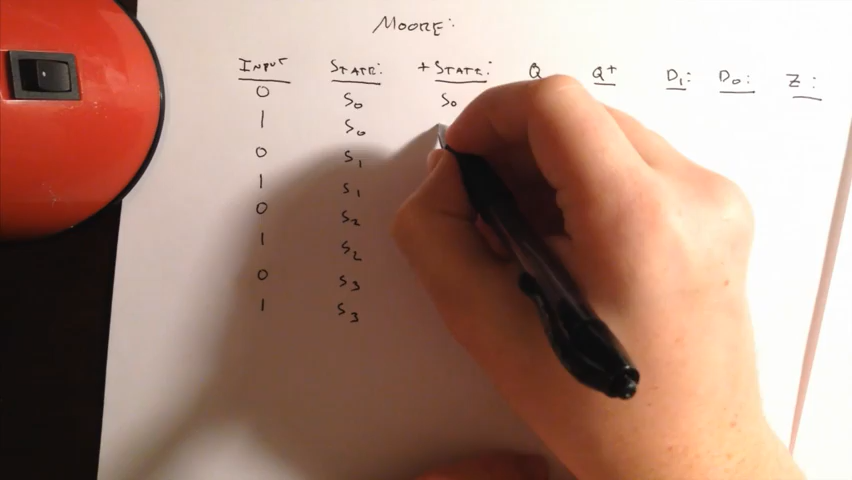 MOORE:
INPUT STATE: +STATE: Q Q+ D1: D0: Z:
0 S0 S0
1 S0
0 S1
1 S1
0 S2
1 S2
0 S3
1 S3